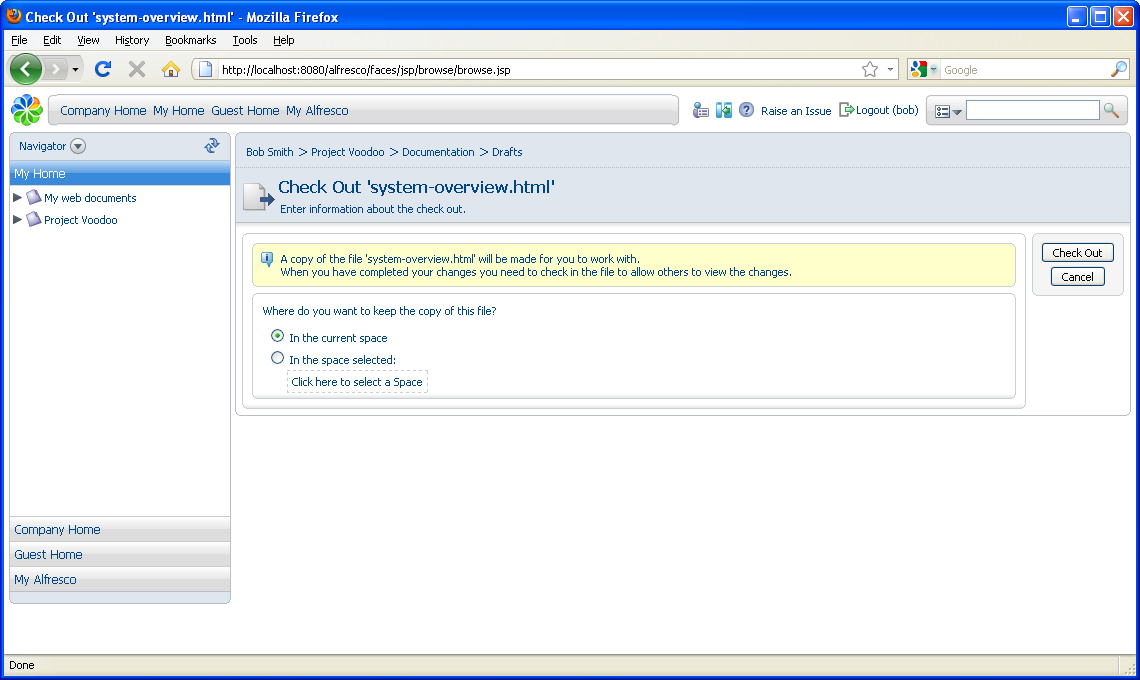 Check Out 'system-overview.html' - Mozilla Firefox
File Edit View History Bookmarks Tools Help
http://localhost:8080/alfresco/faces/jsp/browse/browse.jsp
Google
Company Home My Home Guest Home My Alfresco
Raise an Issue Logout (bob)
Navigator
My Home
My web documents
Project Voodoo
Company Home
Guest Home
My Alfresco
Bob Smith > Project Voodoo > Documentation > Drafts
Check Out 'system-overview.html'
Enter information about the check out.
A copy of the file 'system-overview.html' will be made for you to work with.
When you have completed your changes you need to check in the file to allow others to view the changes.
Where do you want to keep the copy of this file?
In the current space
In the space selected:
Click here to select a Space
Check Out
Cancel
Done